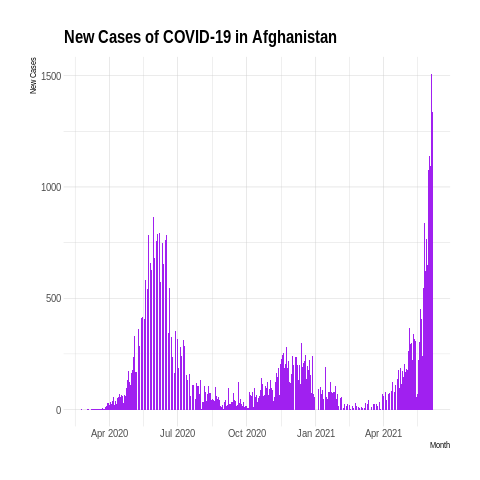 New Cases of COVID-19 in Afghanistan
New Cases
1500
1000
500
0
Apr 2020 Jul 2020 Oct 2020 Jan 2021 Apr 2021
Month